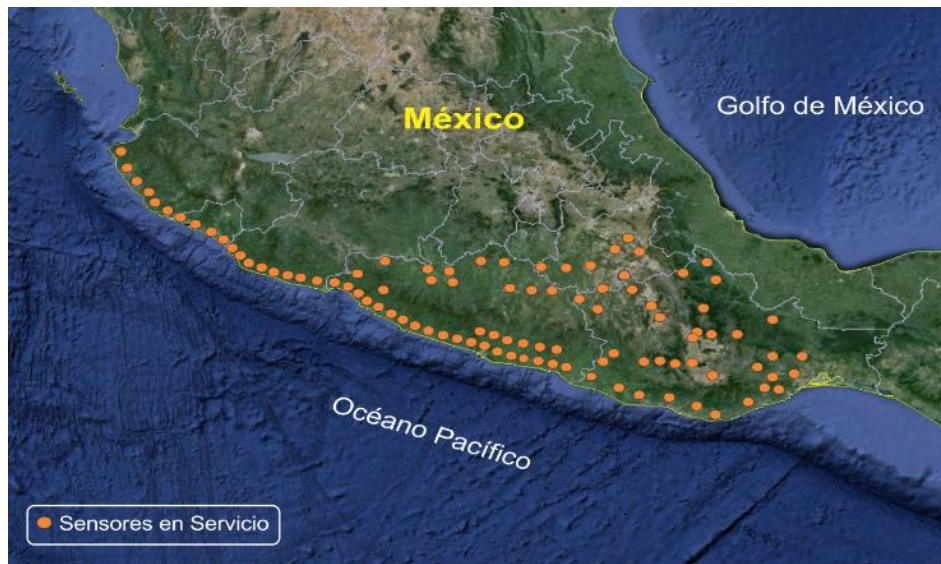 México
Golfo de México
Océano Pacífico
Sensores en Servicio